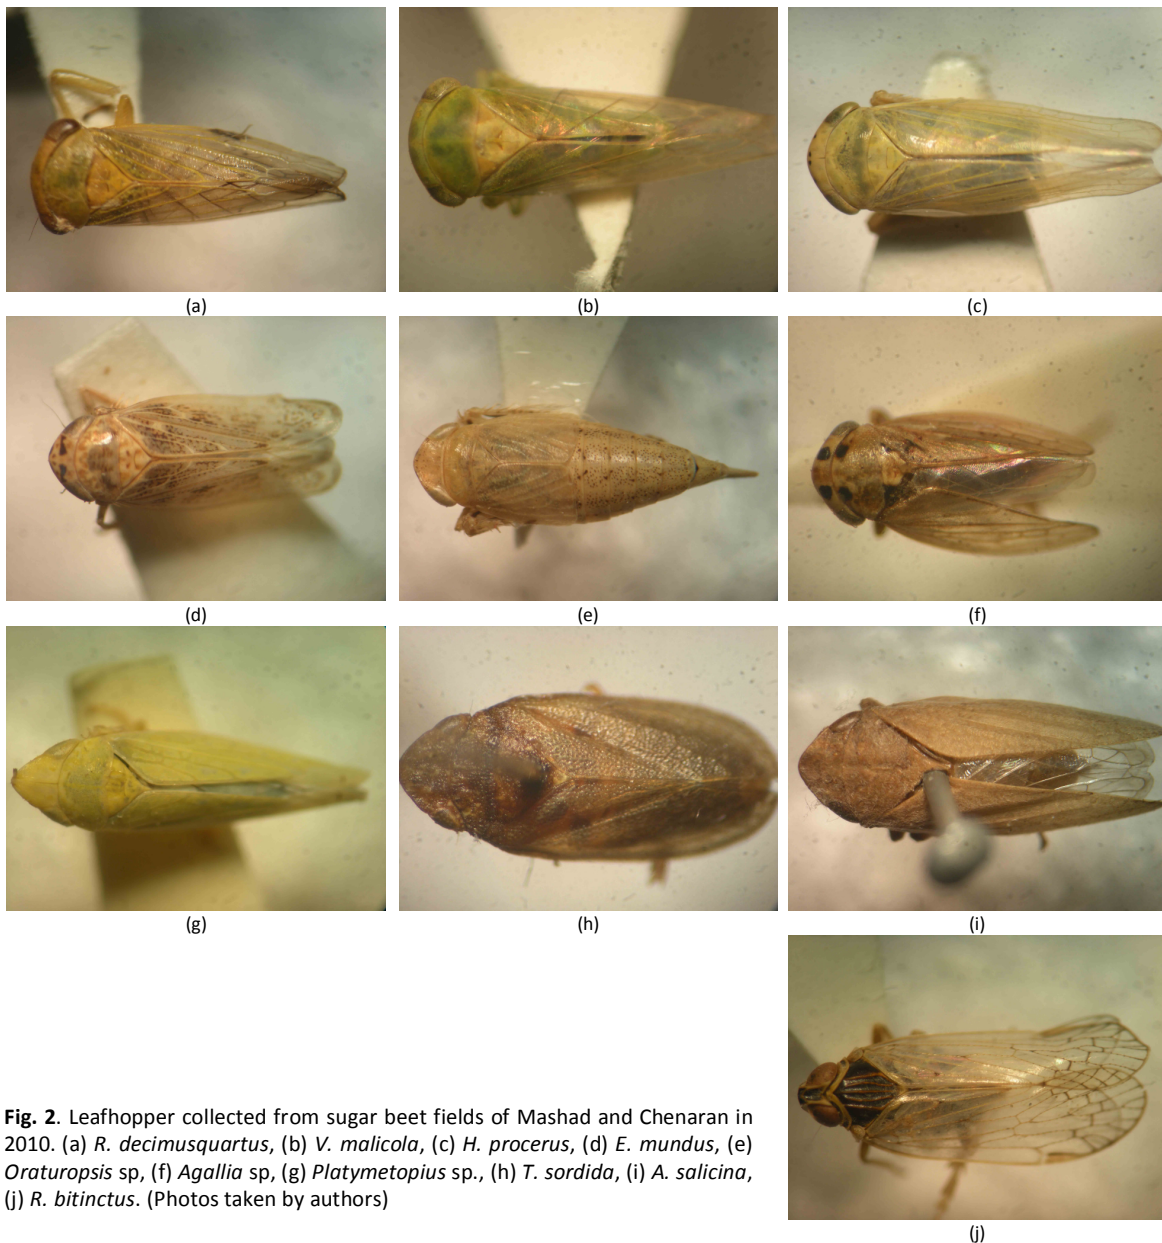 (a)
(b)
(c)
(d)
(e)
(f)
(g)
(h)
(i)
Fig. 2. Leafhopper collected from sugar beet fields of Mashad and Chenaran in
2010. (a) R. decimusquartus, (b) V. malicola, (c) H. procerus, (d) E. mundus, (e)
Oraturopsis sp, (f) Agallia sp, (g) Platymetopius sp., (h) T. sordida, (i) A. salicina,
(j) R. bitinctus. (Photos taken by authors)
(j)